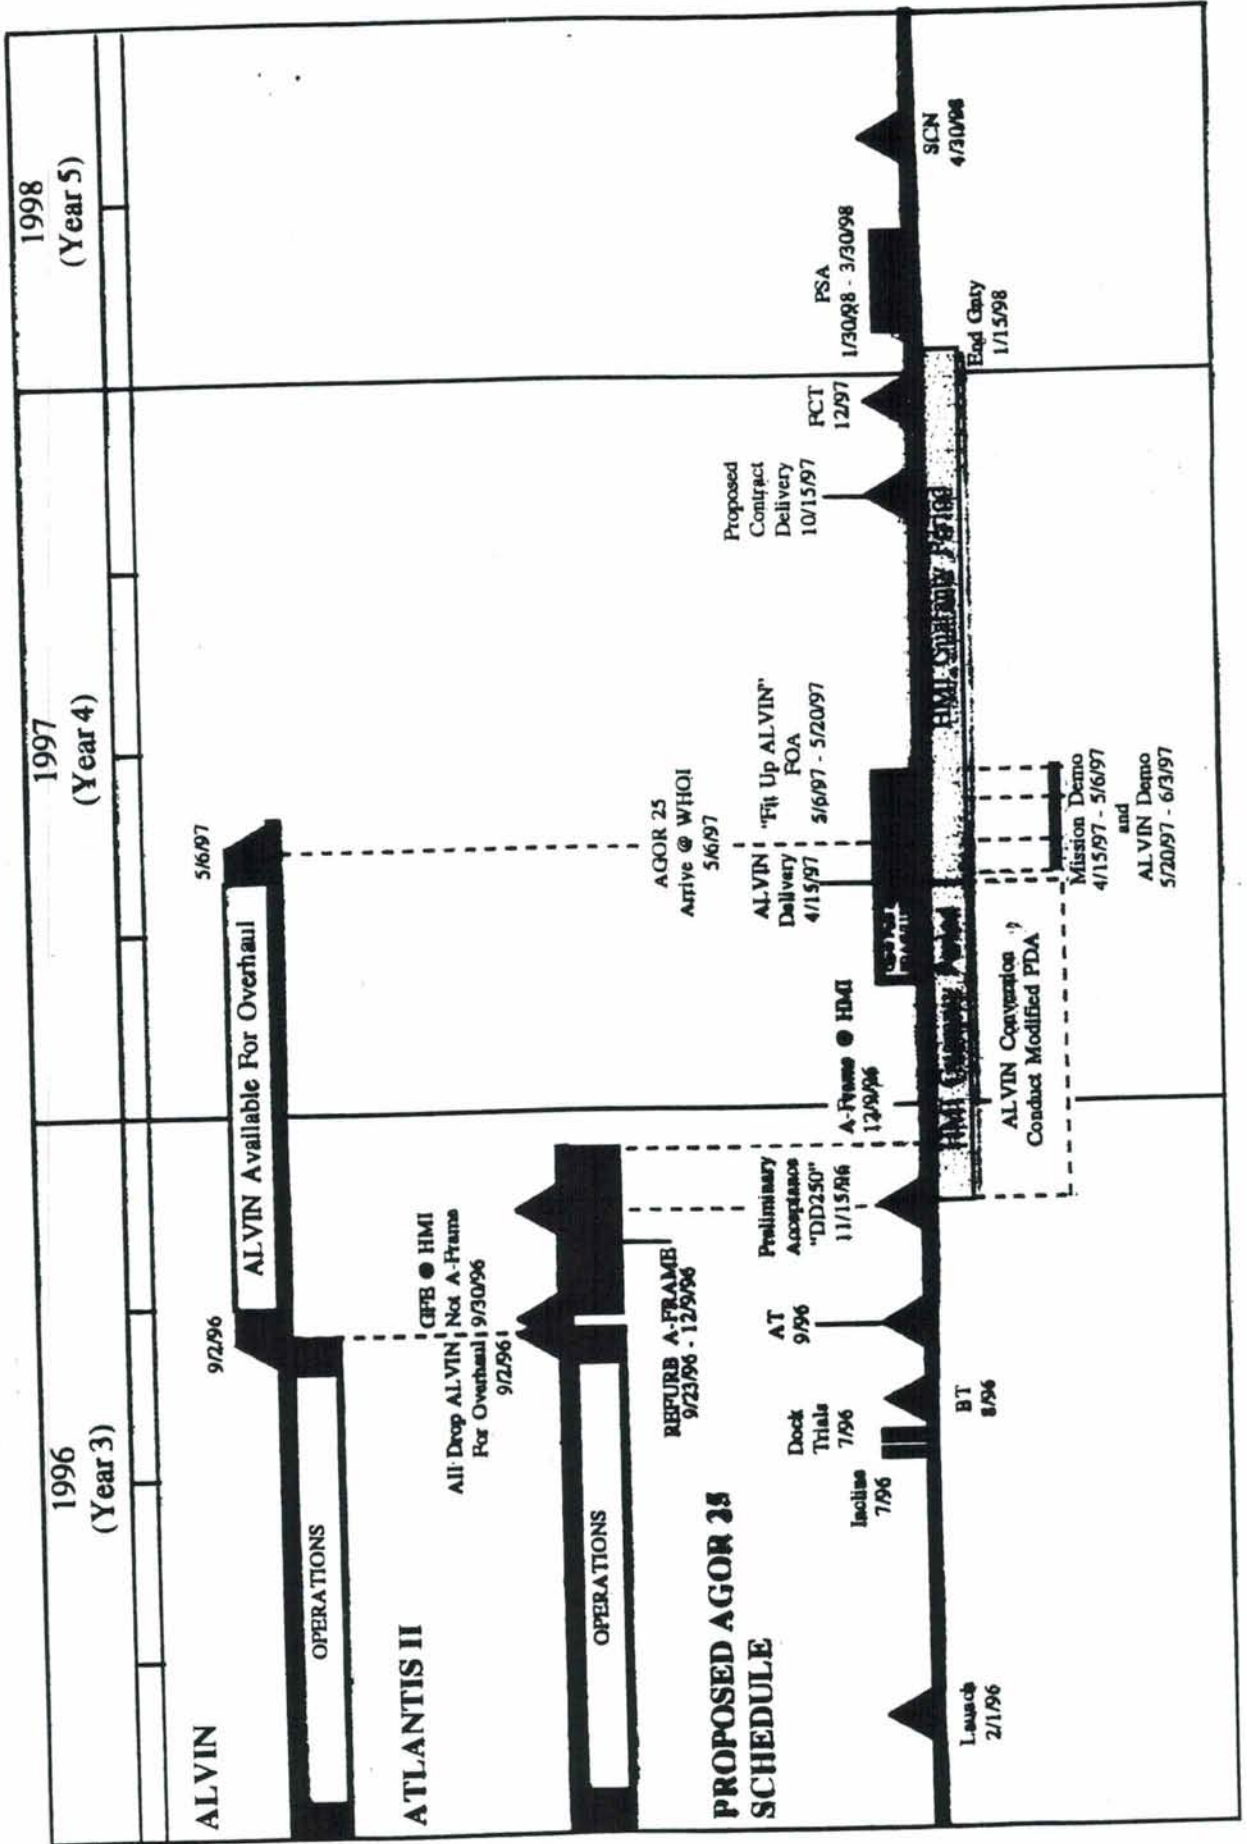 1996
(Year 3)
1997
(Year 4)
1998
(Year 5)
ALVIN
9/2/96
ALVIN Available For Overhaul
5/6/97
OPERATIONS
ATLANTIS II
AII Drop ALVIN
For Overhaul
9/2/96
GFE @ HMI
Not A-Frame
9/30/96
OPERATIONS
REFURB A-FRAME
9/23/96 - 12/9/96
PROPOSED AGOR 25
SCHEDULE
Launch
2/1/96
Incline
7/96
Dock
Trials
7/96
BT
8/96
AT
9/96
Preliminary
Acceptance
"DD250"
11/15/96
A-Frame @ HMI
12/9/96
ALVIN
Delivery
4/15/97
AGOR 25
Arrive @ WHOI
5/6/97
"Fit Up ALVIN"
FOA
5/6/97 - 5/20/97
Proposed
Contract
Delivery
10/15/97
FCT
12/97
PSA
1/30/98 - 3/30/98
SCN
4/30/98
HMI Guaranty Period
HMI Guaranty Period
End Gnty
1/15/98
ALVIN Convention
Conduct Modified PDA
Mission Demo
4/15/97 - 5/6/97
and
ALVIN Demo
5/20/97 - 6/3/97